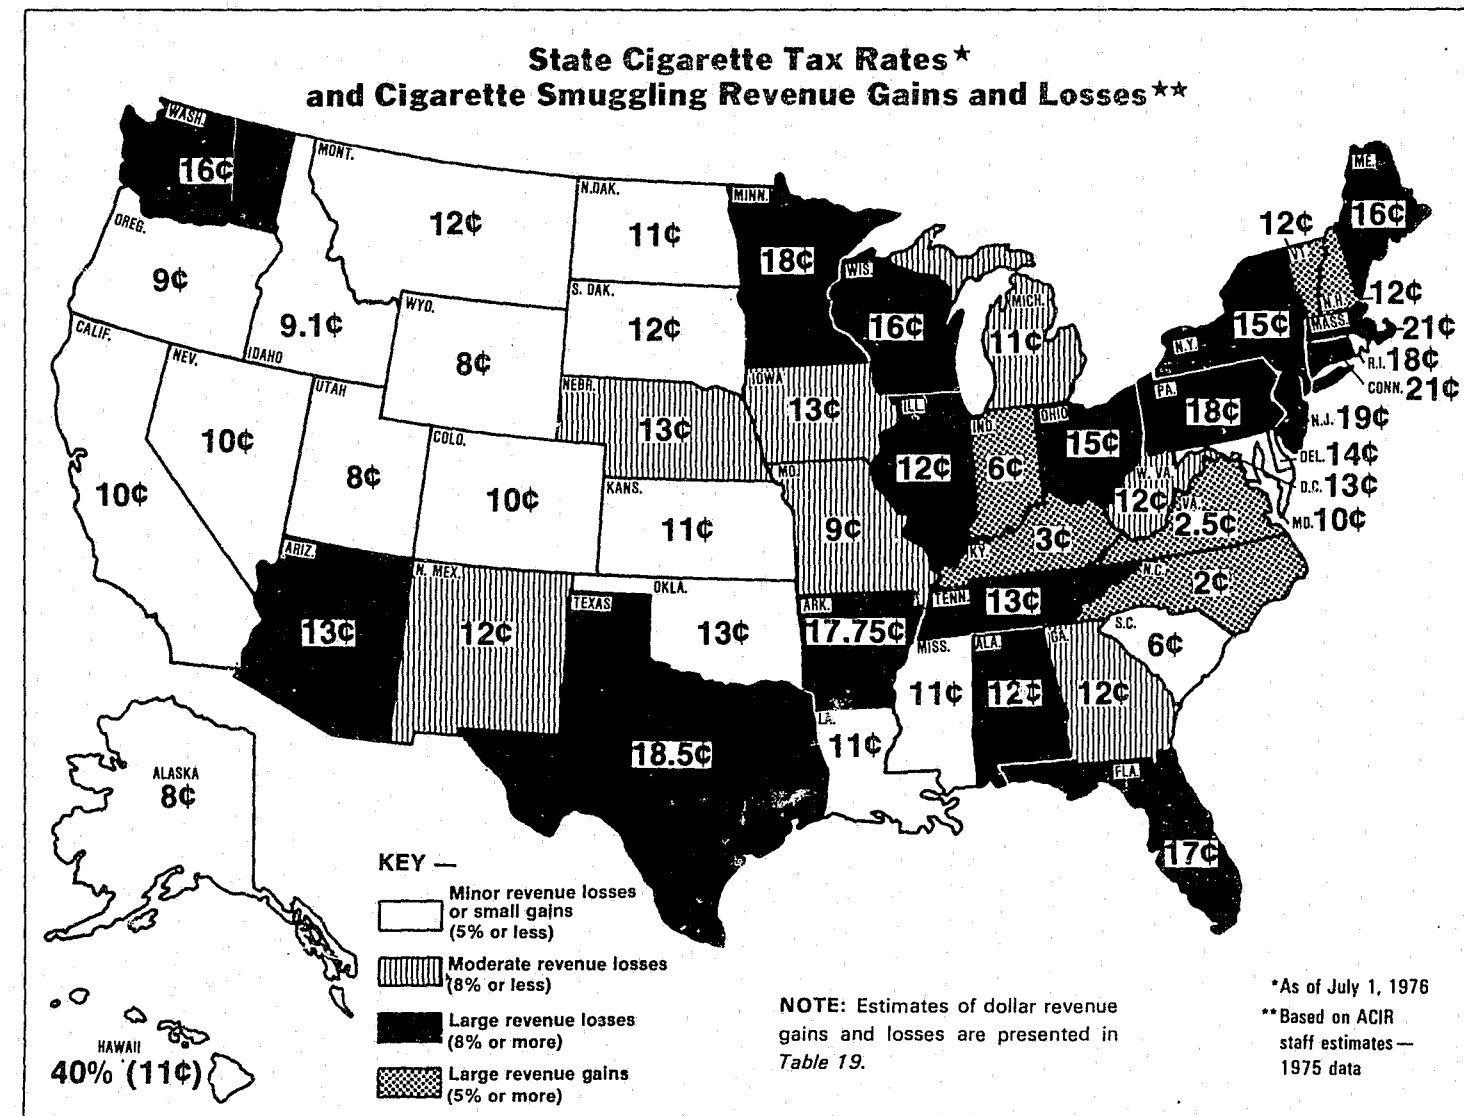 State Cigarette Tax Rates★
and Cigarette Smuggling Revenue Gains and Losses★★
WASH.
16¢
MONT.
12¢
N.DAK.
11¢
MINN.
18¢
ME.
16¢
OREG.
9¢
9.1¢
IDAHO
WYO.
8¢
S. DAK.
12¢
WIS.
16¢
MICH.
11¢
12¢
VT.
N.H.
12¢
N.Y.
15¢
MASS.
21¢
R.I. 18¢
CONN. 21¢
CALIF.
10¢
NEV.
10¢
UTAH
8¢
COLO.
10¢
NEBR.
13¢
IOWA
13¢
ILL.
12¢
IND.
6¢
OHIO
15¢
PA.
18¢
N.J. 19¢
DEL. 14¢
D.C. 13¢
MD. 10¢
KANS.
11¢
MO.
9¢
W. VA.
12¢
VA.
2.5¢
KY.
3¢
N.C.
2¢
ARIZ.
13¢
N. MEX.
12¢
TEXAS
18.5¢
OKLA.
13¢
ARK.
17.75¢
TENN.
13¢
S.C.
6¢
MISS.
11¢
ALA.
12¢
GA.
12¢
LA.
11¢
FLA.
17¢
ALASKA
8¢
HAWAII
40% (11¢)
KEY —
Minor revenue losses
or small gains
(5% or less)
Moderate revenue losses
(8% or less)
Large revenue losses
(8% or more)
Large revenue gains
(5% or more)
NOTE: Estimates of dollar revenue
gains and losses are presented in
Table 19.
*As of July 1, 1976
**Based on ACIR
staff estimates —
1975 data